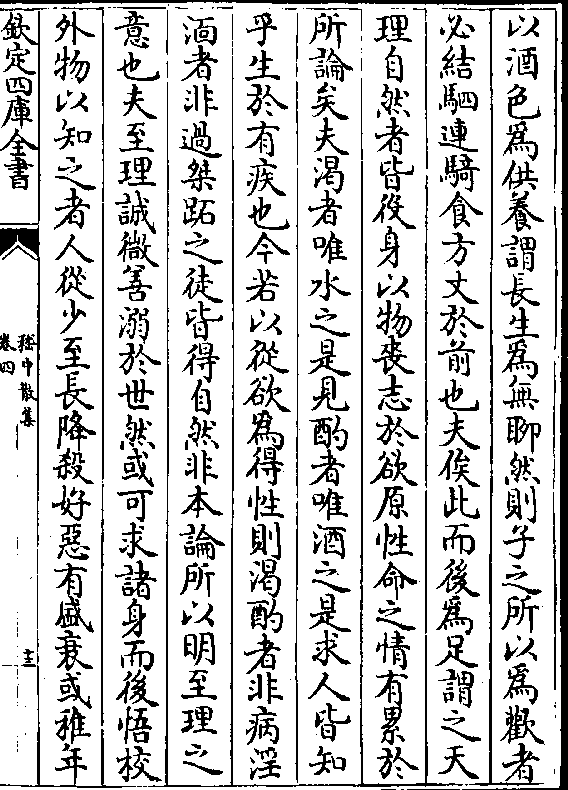 以酒色為供養謂長生為無聊然則子之所以為歡者
必結駟連騎食方丈於前也夫俟此而後為足謂之天
理自然者皆役身以物喪志於欲原性命之情有累於
所論矣夫渴者唯水之是見酌者唯酒之是求人皆知
乎生於有疾也今若以從欲為得性則渴酌者非病淫
湎者非過桀跖之徒皆得自然非本論所以明至理之
意也夫至理誠微善溺於世然或可求諸身而後悟校
外物以知之者人從少至長降殺好惡有盛衰或稚年
欽定四庫全書
嵇中散集
卷四
十三